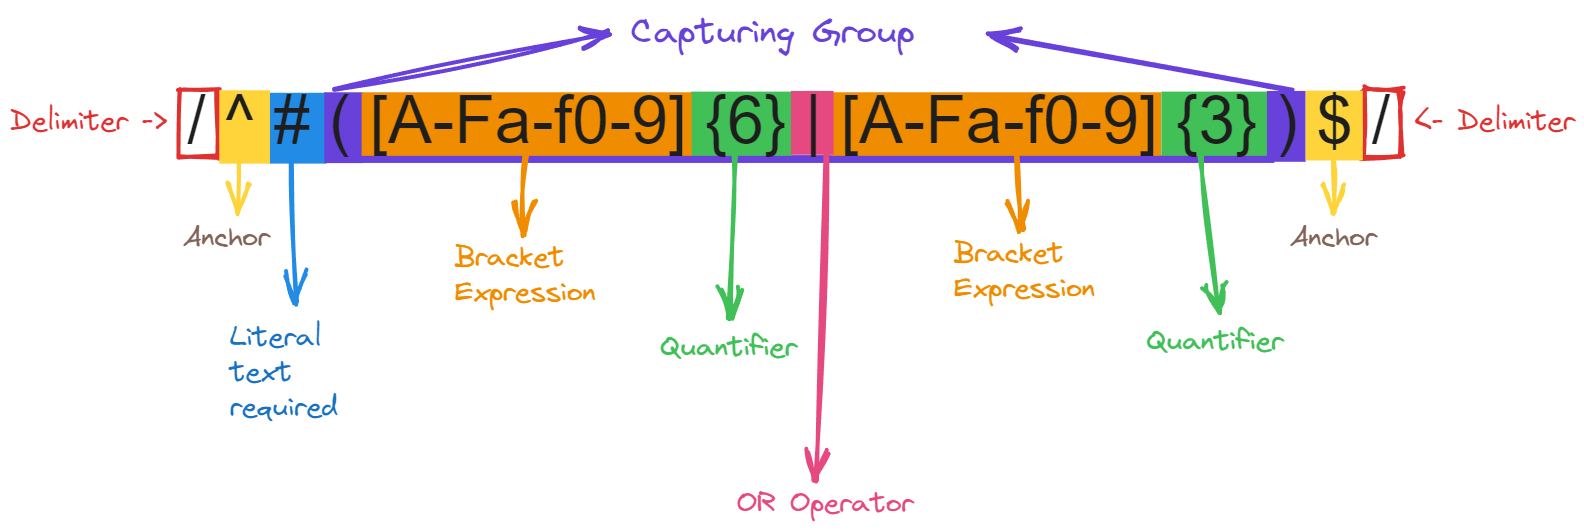 Capturing Group
Delimiter -> /^#([A-Fa-f0-9]{6}|[A-Fa-f0-9]{3})$/ <- Delimiter
Anchor
Anchor
Bracket
Expression
Bracket
Expression
Literal
text
required
Quantifier
Quantifier
OR Operator